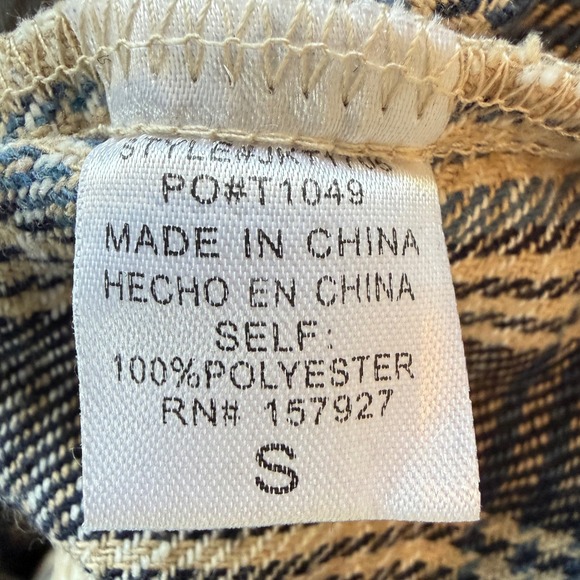 PO#T1049
MADE IN CHINA
HECHO EN CHINA
SELF:
100%POLYESTER
RN# 157927
S